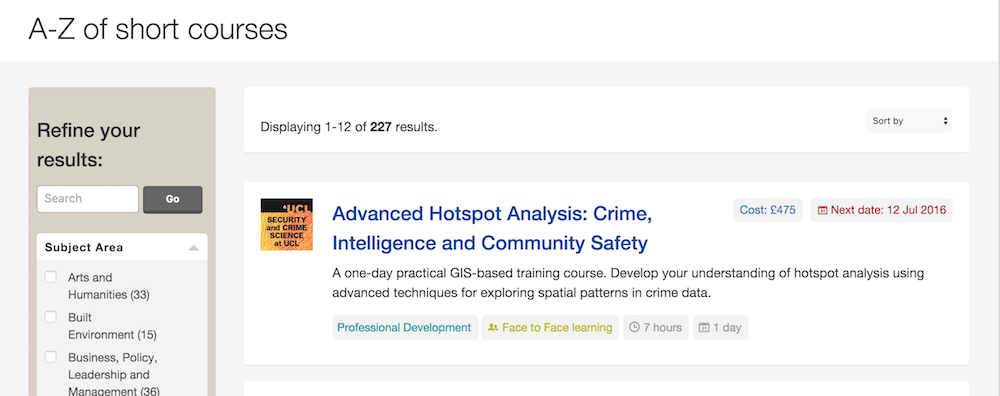 A-Z of short courses
Refine your
results:
Search
Go
Subject Area
Arts and
Humanities (33)
Built
Environment (15)
Business, Policy,
Leadership and
Management (36)
Displaying 1-12 of 227 results.
Sort by
UCL
SECURITY
and CRIME
SCIENCE
at UCL
Advanced Hotspot Analysis: Crime,
Intelligence and Community Safety
Cost: £475
Next date: 12 Jul 2016
A one-day practical GIS-based training course. Develop your understanding of hotspot analysis using
advanced techniques for exploring spatial patterns in crime data.
Professional Development
Face to Face learning
7 hours
1 day